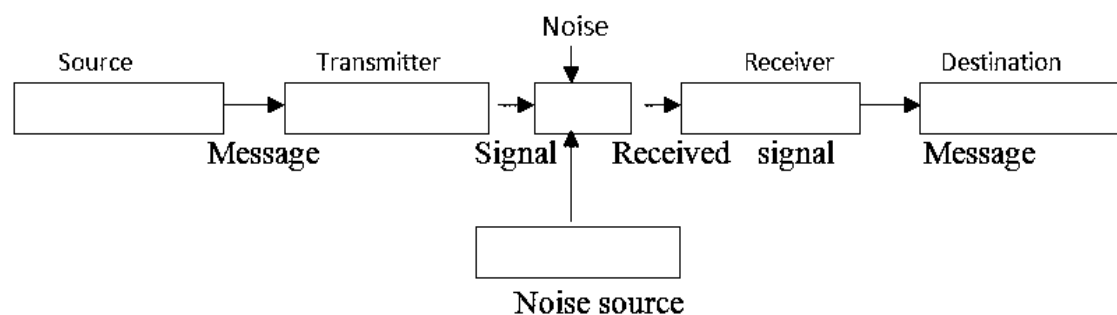 Noise
Source Transmitter Receiver Destination
Message Signal Received signal Message
Noise source